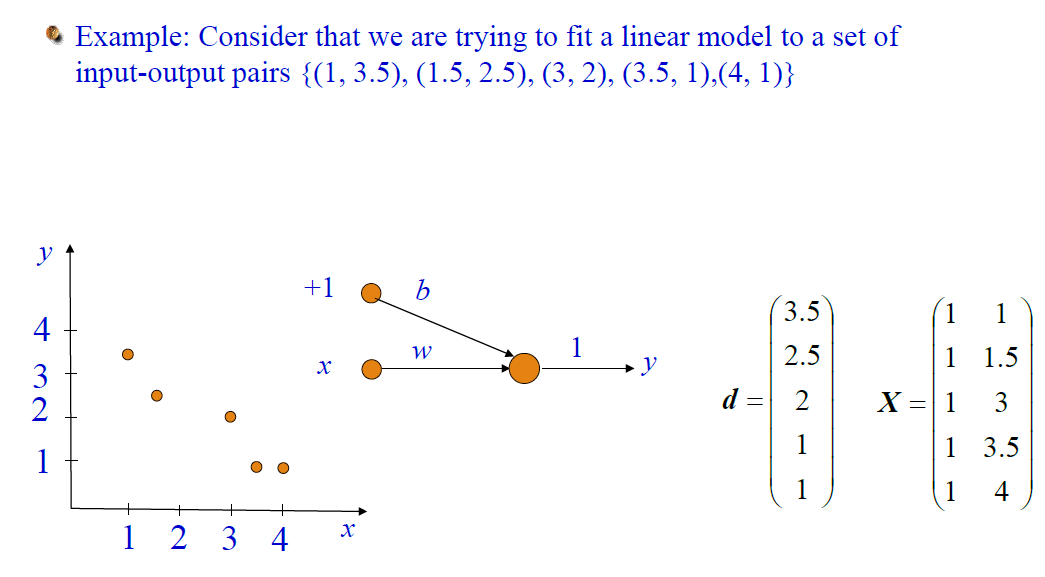 Example: Consider that we are trying to fit a linear model to a set of
input-output pairs {(1, 3.5), (1.5, 2.5), (3, 2), (3.5, 1),(4, 1)}
y
4
3
2
1
1 2 3 4 x
+1 b
x w 1 y
d = (3.5
2.5
2
1
1)
X = (1 1
1 1.5
1 3
1 3.5
1 4)